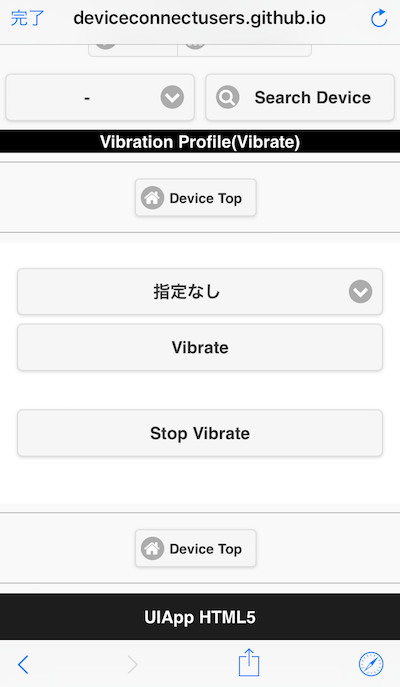 完了 deviceconnectusers.github.io
- Search Device
Vibration Profile(Vibrate)
Device Top
指定なし
Vibrate
Stop Vibrate
Device Top
UIApp HTML5